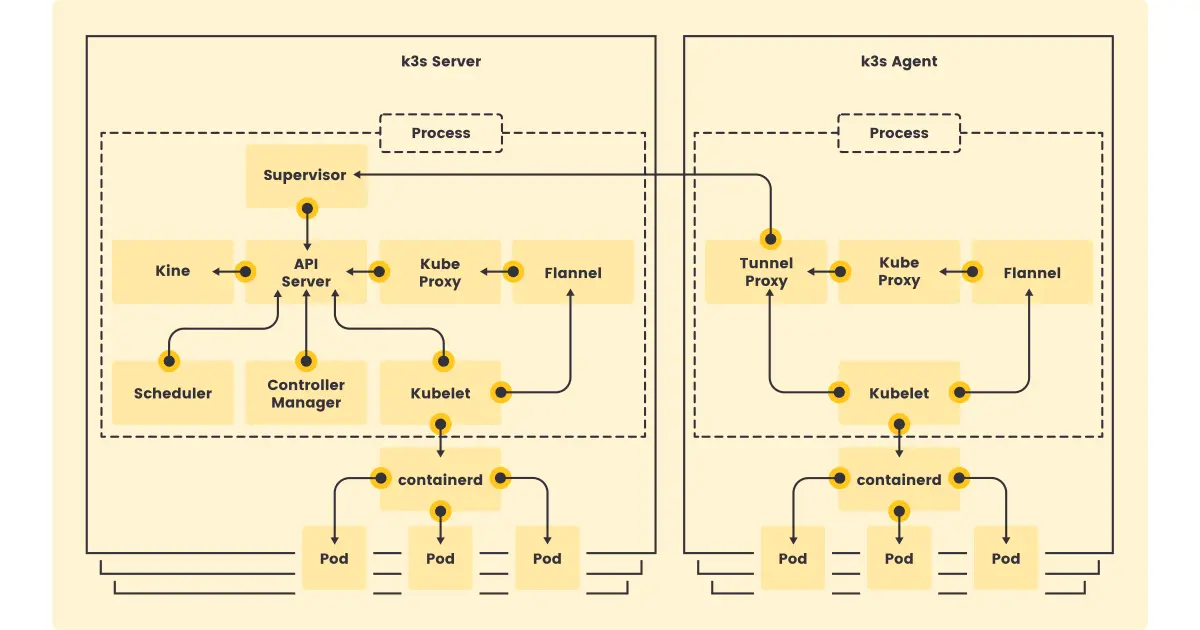 k3s Server
k3s Agent
Process
Process
Supervisor
Kine
API
Server
Kube
Proxy
Flannel
Tunnel
Proxy
Kube
Proxy
Flannel
Scheduler
Controller
Manager
Kubelet
Kubelet
containerd
containerd
Pod
Pod
Pod
Pod
Pod
Pod